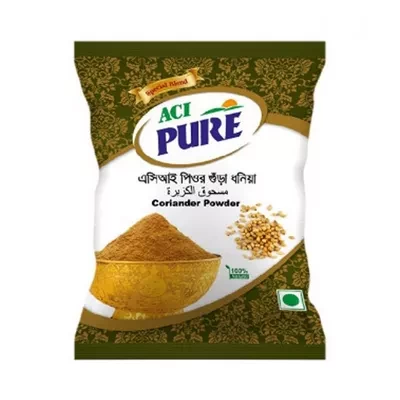 Special Blend
ACI
PURE
এসিআই পিওর গুঁড়া ধনিয়া
مسحوق الكزبرة
Coriander Powder
100%